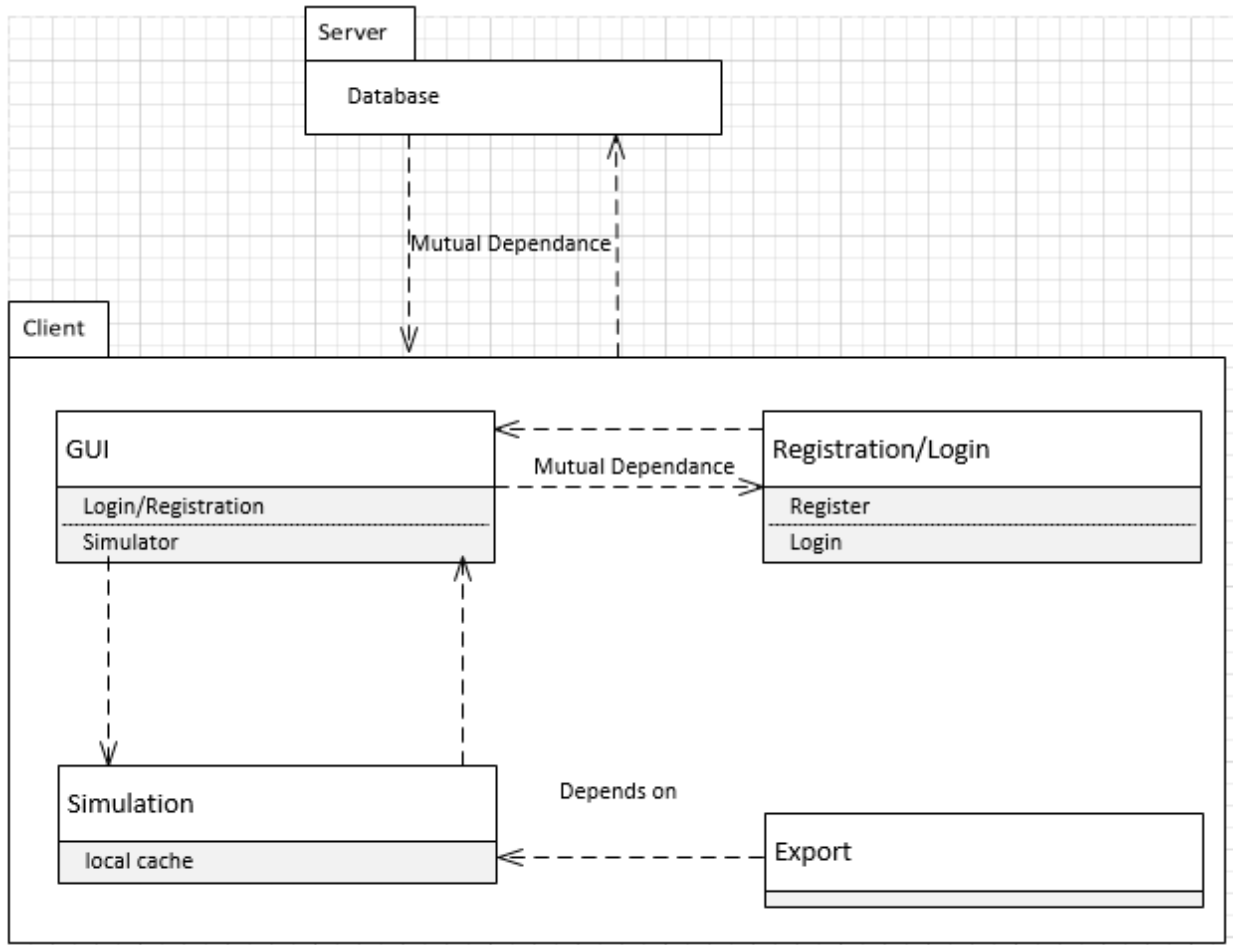 Server
Database
Mutual Dependance
Client
GUI
Login/Registration
Simulator
Mutual Dependance
Registration/Login
Register
Login
Simulation
local cache
Depends on
Export